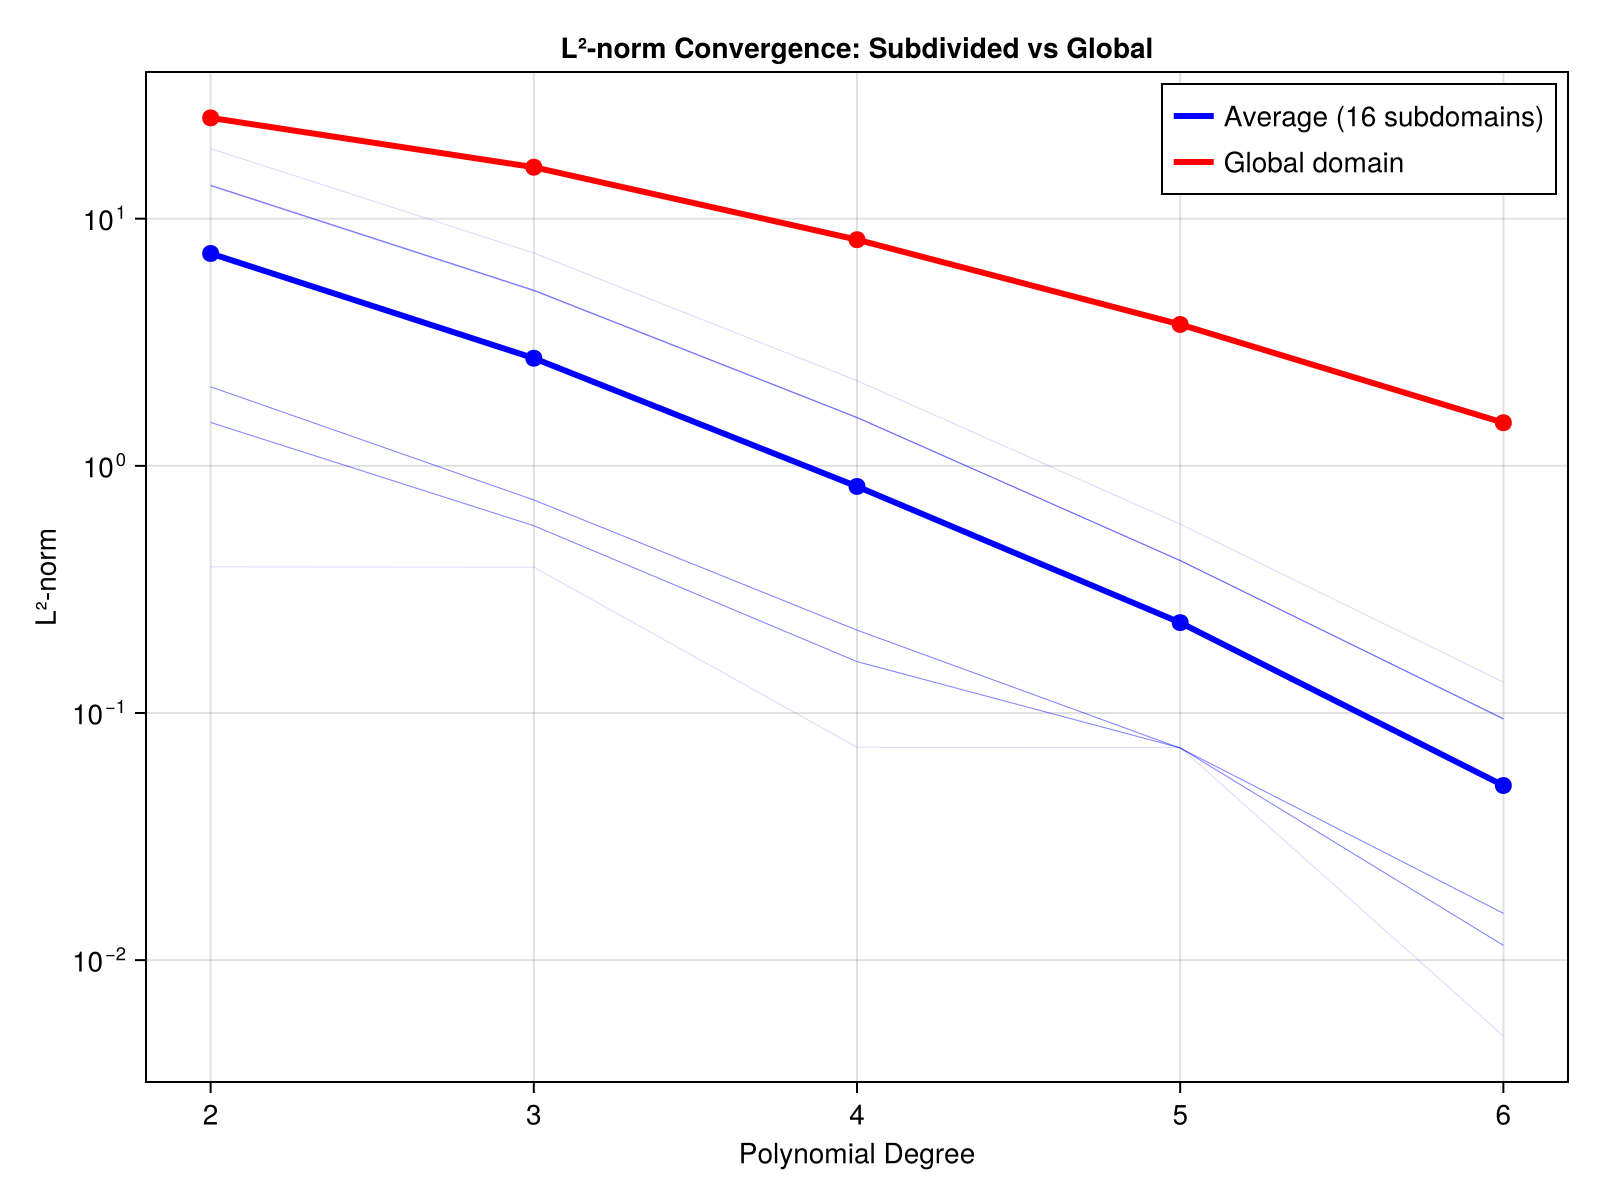 L²-norm Convergence: Subdivided vs Global
Average (16 subdomains)
Global domain
10¹
10⁰
10⁻¹
10⁻²
L²-norm
2 3 4 5 6
Polynomial Degree